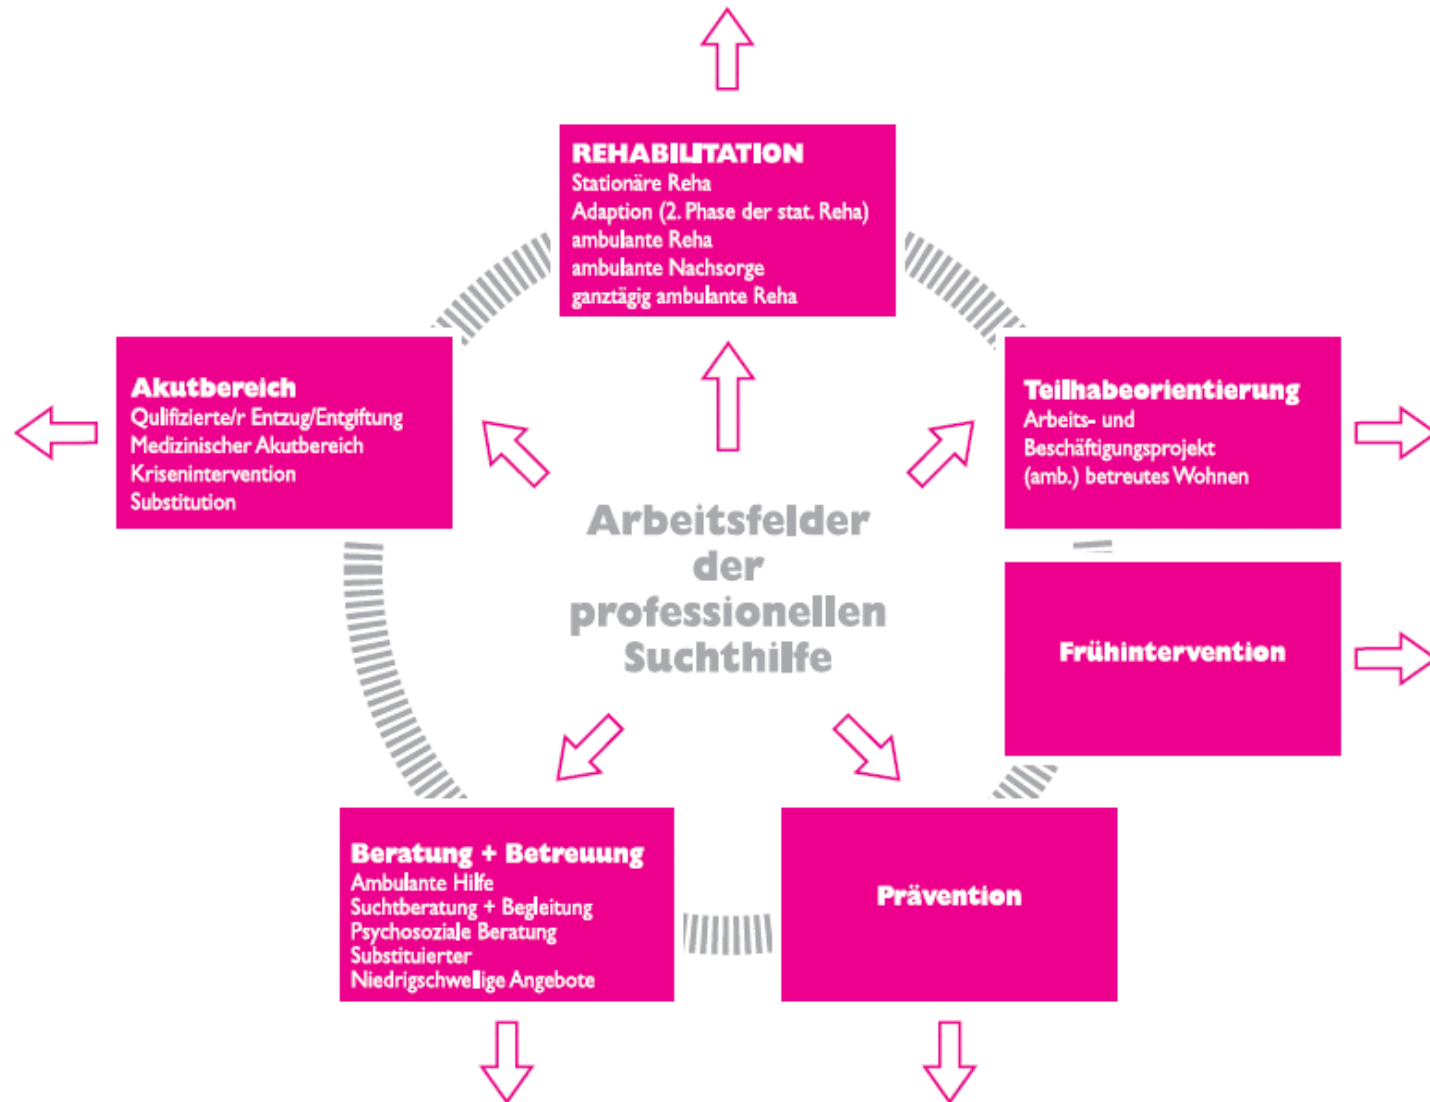 REHABILITATION
Stationäre Reha
Adaption (2. Phase der stat. Reha)
ambulante Reha
ambulante Nachsorge
ganztägig ambulante Reha
Akutbereich
Qulifizierte/r Entzug/Entgiftung
Medizinischer Akutbereich
Krisenintervention
Substitution
Teilhabeorientierung
Arbeits- und
Beschäftigungsprojekt
(amb.) betreutes Wohnen
Arbeitsfelder
der
professionellen
Suchthilfe
Frühintervention
Beratung + Betreuung
Ambulante Hilfe
Suchtberatung + Begleitung
Psychosoziale Beratung
Substituierter
Niedrigschwellige Angebote
Prävention